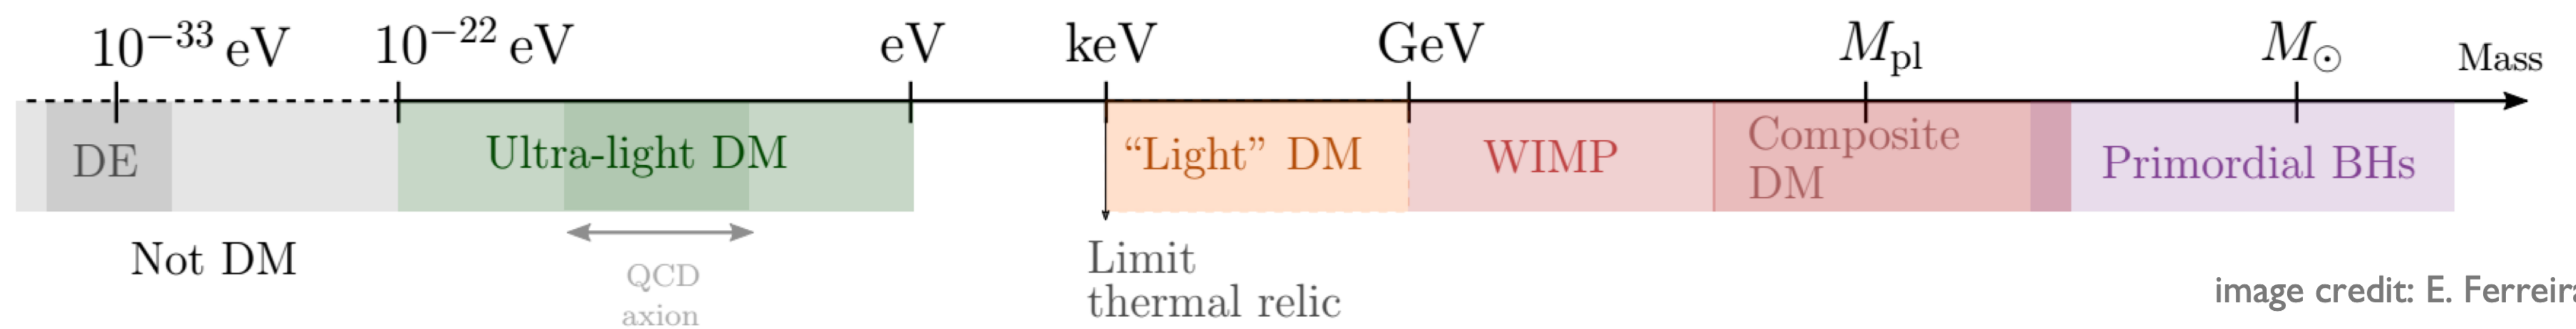 10⁻³³ eV 10⁻²² eV eV keV GeV M_pl M_⊙ Mass
DE Ultra-light DM "Light" DM WIMP Composite
DM Primordial BHs
Not DM QCD
axion Limit
thermal relic
image credit: E. Ferreira